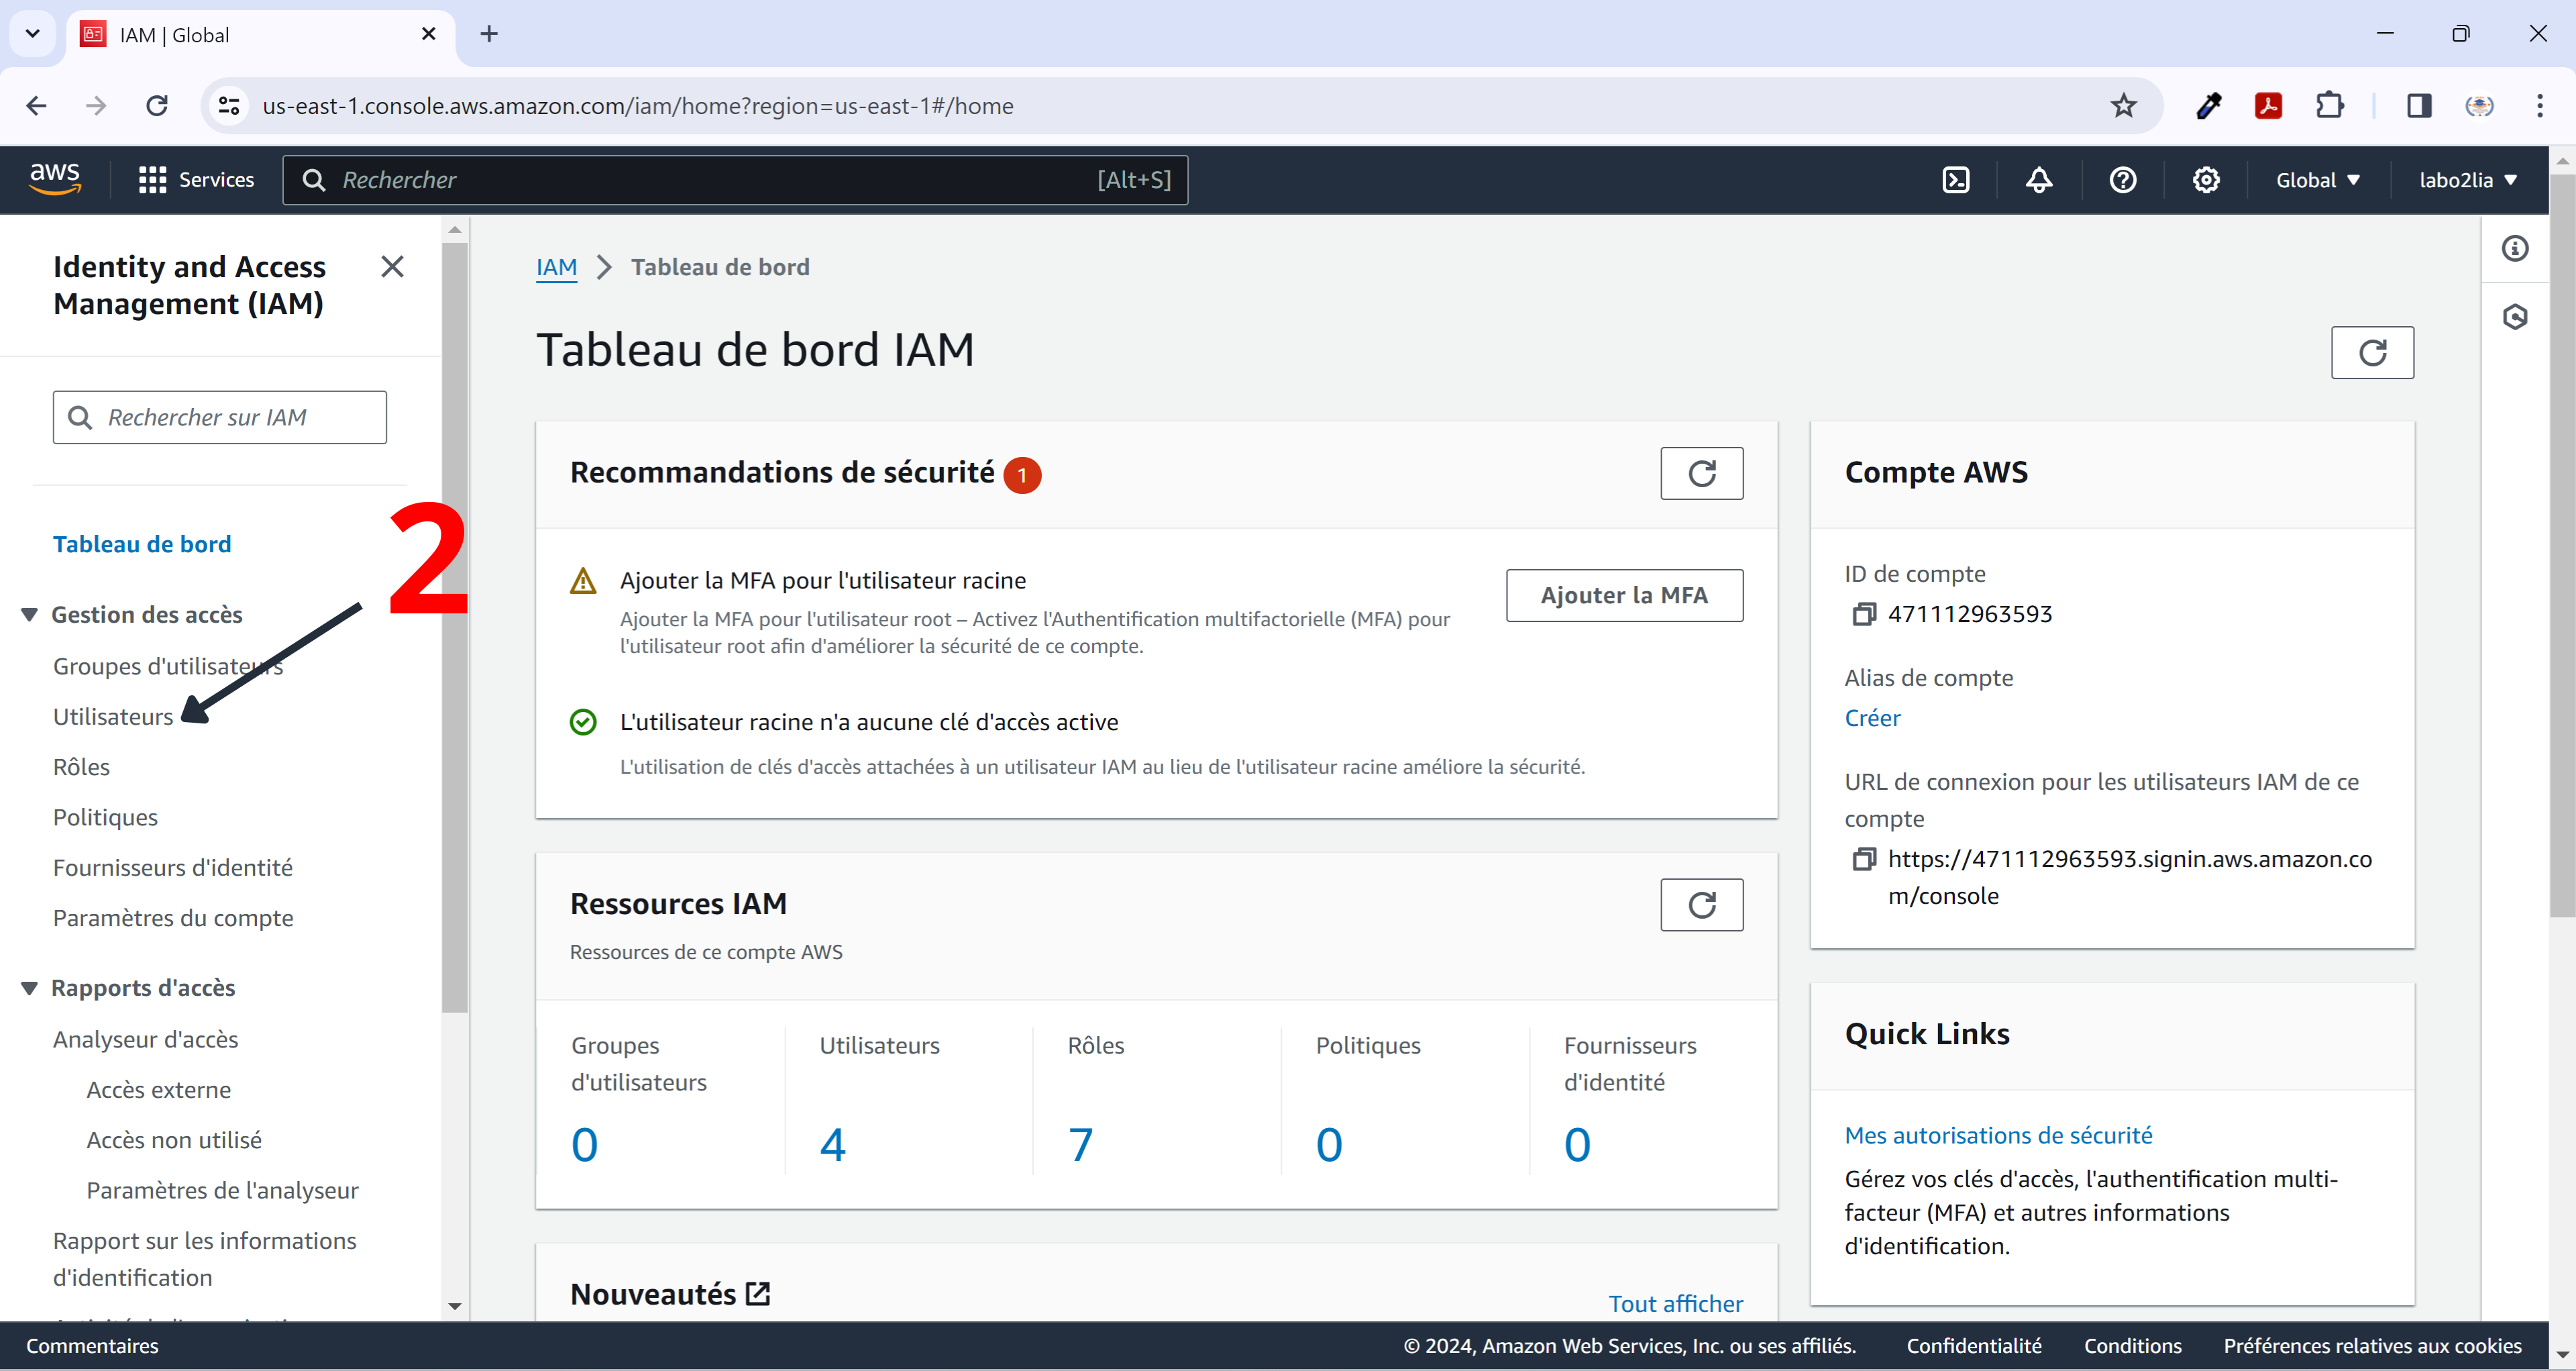 IAM | Global
us-east-1.console.aws.amazon.com/iam/home?region=us-east-1#/home
aws
Services
Rechercher
[Alt+S]
Global
labo2lia
Identity and Access
Management (IAM)
Rechercher sur IAM
Tableau de bord
2
Gestion des accès
Groupes d'utilisateurs
Utilisateurs
Rôles
Politiques
Fournisseurs d'identité
Paramètres du compte
Rapports d'accès
Analyseur d'accès
Accès externe
Accès non utilisé
Paramètres de l'analyseur
Rapport sur les informations
d'identification
IAM > Tableau de bord
Tableau de bord IAM
Recommandations de sécurité 1
Ajouter la MFA pour l'utilisateur racine
Ajouter la MFA pour l'utilisateur root – Activez l'Authentification multifactorielle (MFA) pour
l'utilisateur root afin d'améliorer la sécurité de ce compte.
Ajouter la MFA
L'utilisateur racine n'a aucune clé d'accès active
L'utilisation de clés d'accès attachées à un utilisateur IAM au lieu de l'utilisateur racine améliore la sécurité.
Ressources IAM
Ressources de ce compte AWS
Groupes
d'utilisateurs
0
Utilisateurs
4
Rôles
7
Politiques
0
Fournisseurs
d'identité
0
Nouveautés
Tout afficher
Compte AWS
ID de compte
471112963593
Alias de compte
Créer
URL de connexion pour les utilisateurs IAM de ce
compte
https://471112963593.signin.aws.amazon.co
m/console
Quick Links
Mes autorisations de sécurité
Gérez vos clés d'accès, l'authentification multi-
facteur (MFA) et autres informations
d'identification.
Commentaires
© 2024, Amazon Web Services, Inc. ou ses affiliés.
Confidentialité
Conditions
Préférences relatives aux cookies